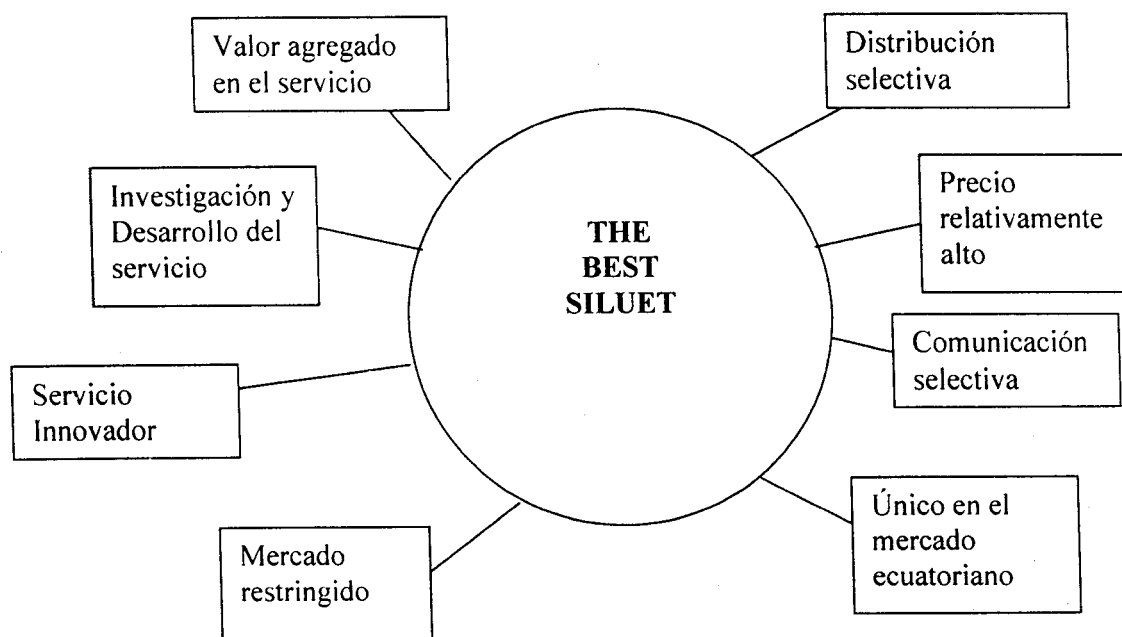 Valor agregado
en el servicio
Distribución
selectiva
Investigación y
Desarrollo del
servicio
Precio
relativamente
alto
THE
BEST
SILUET
Comunicación
selectiva
Servicio
Innovador
Único en el
mercado
ecuatoriano
Mercado
restringido